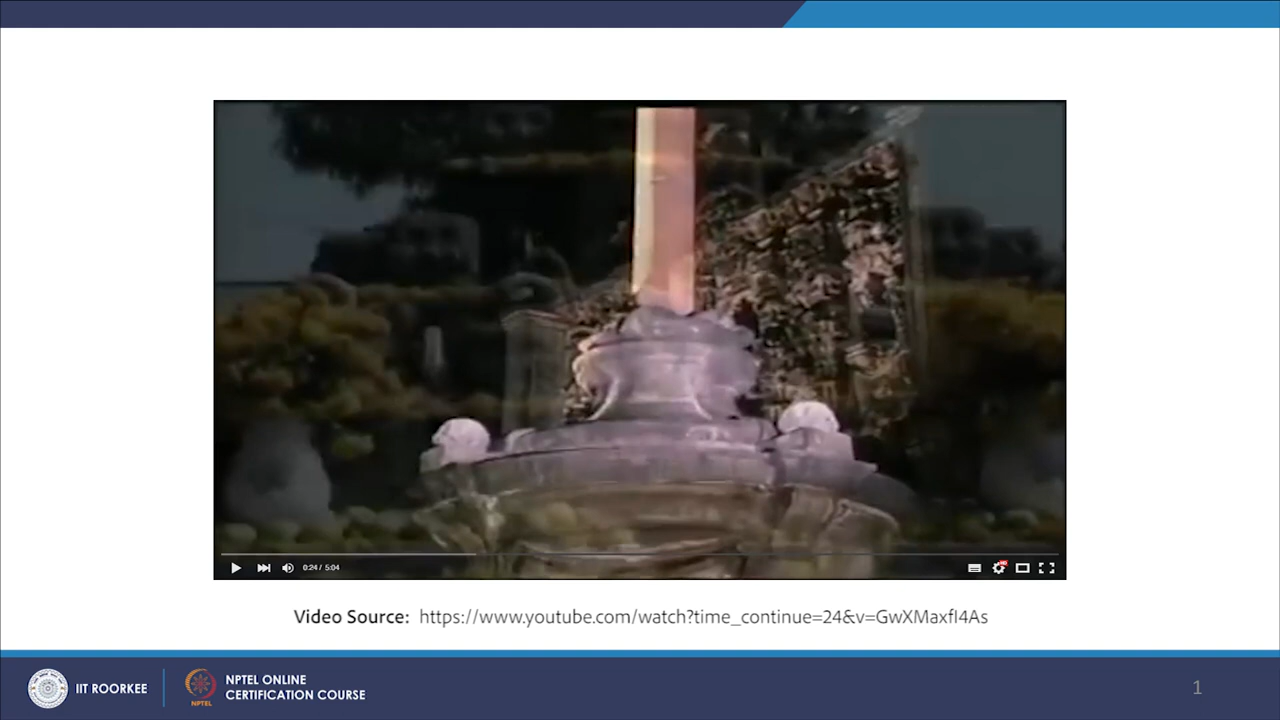 0:24 / 5:04
Video Source: https://www.youtube.com/watch?time_continue=24&v=GwXMaxfI4As
IIT ROORKEE
NPTEL
NPTEL ONLINE
CERTIFICATION COURSE
1